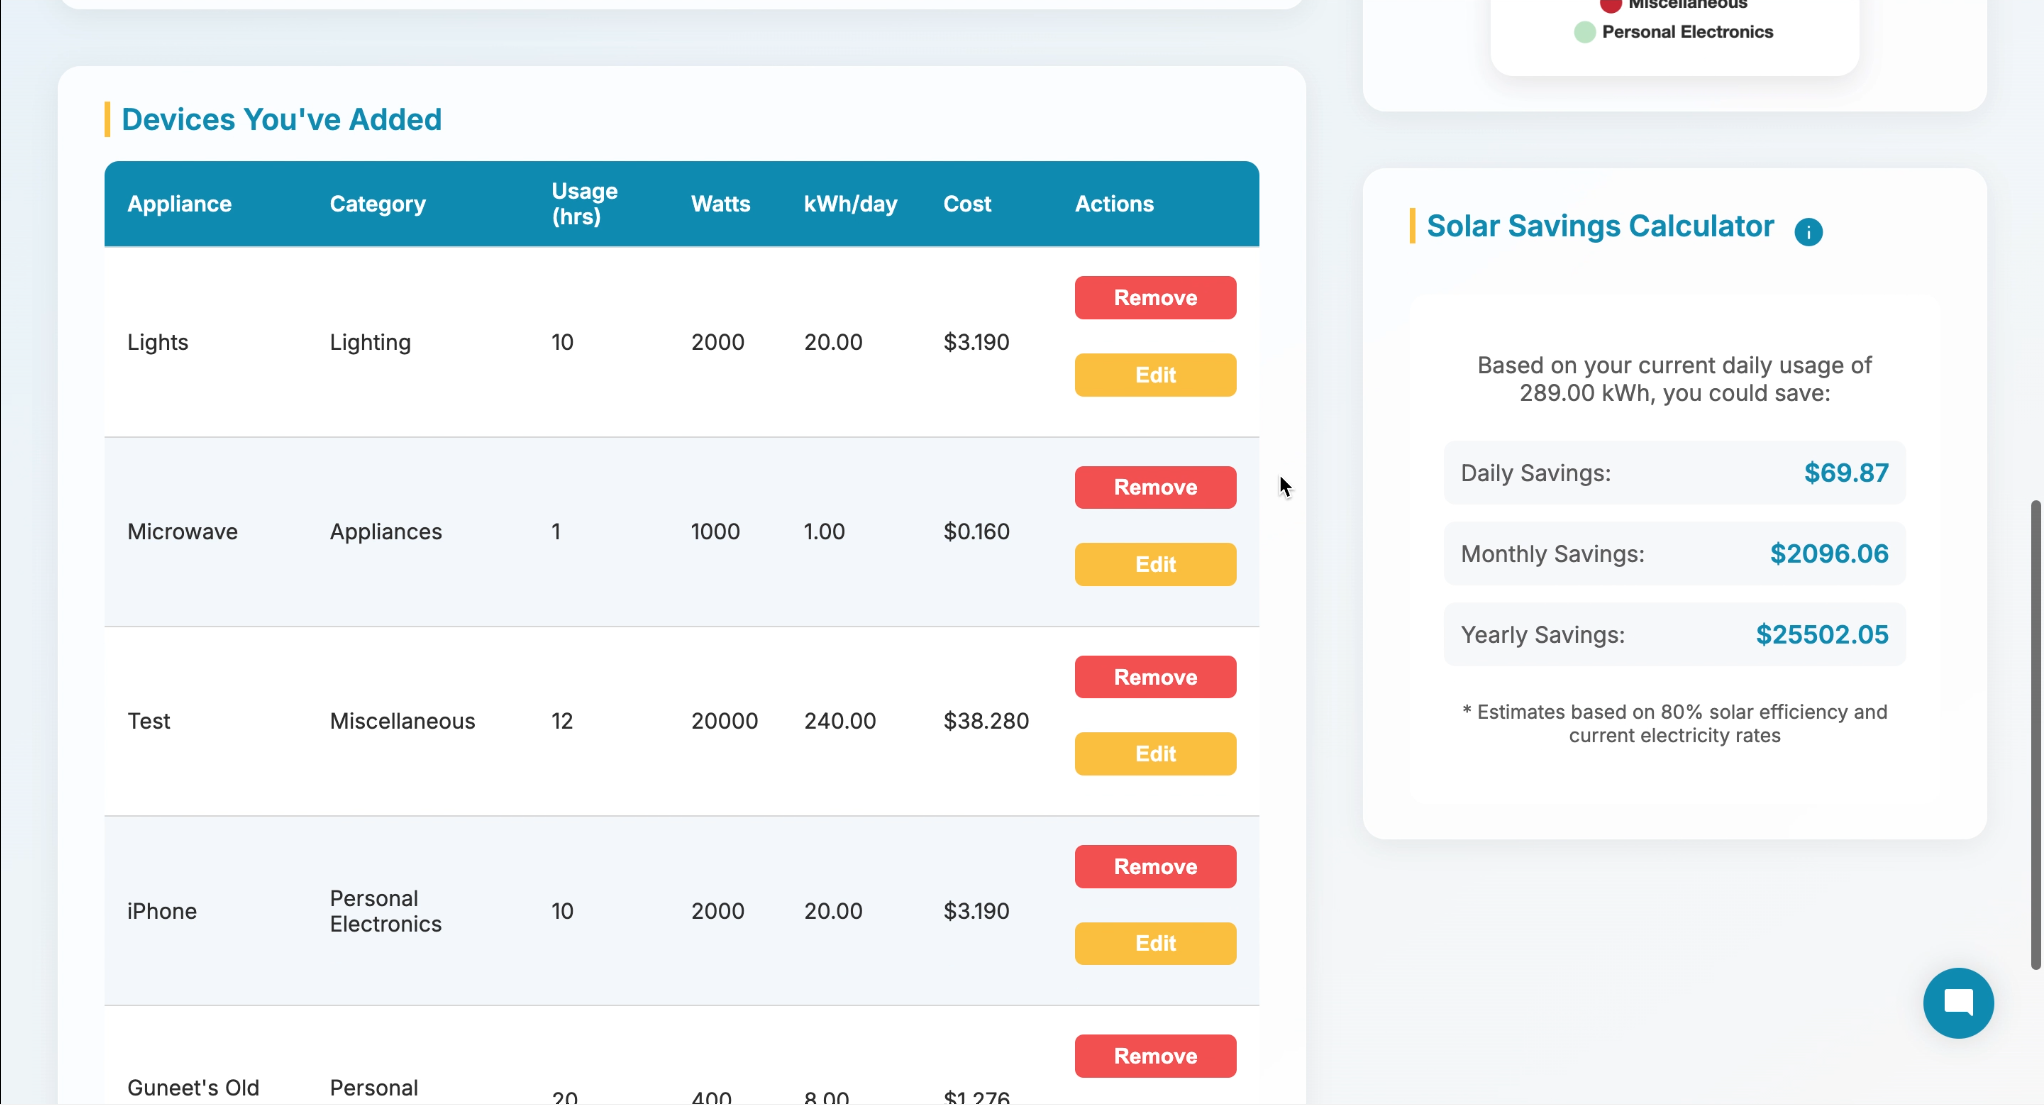 Miscellaneous
Personal Electronics
Devices You've Added
Appliance Category Usage (hrs) Watts kWh/day Cost Actions
Lights Lighting 10 2000 20.00 $3.190 Remove Edit
Microwave Appliances 1 1000 1.00 $0.160 Remove Edit
Test Miscellaneous 12 20000 240.00 $38.280 Remove Edit
iPhone Personal Electronics 10 2000 20.00 $3.190 Remove Edit
Guneet's Old Personal 20 400 8.00 $1.276 Remove
Solar Savings Calculator i
Based on your current daily usage of
289.00 kWh, you could save:
Daily Savings: $69.87
Monthly Savings: $2096.06
Yearly Savings: $25502.05
* Estimates based on 80% solar efficiency and
current electricity rates